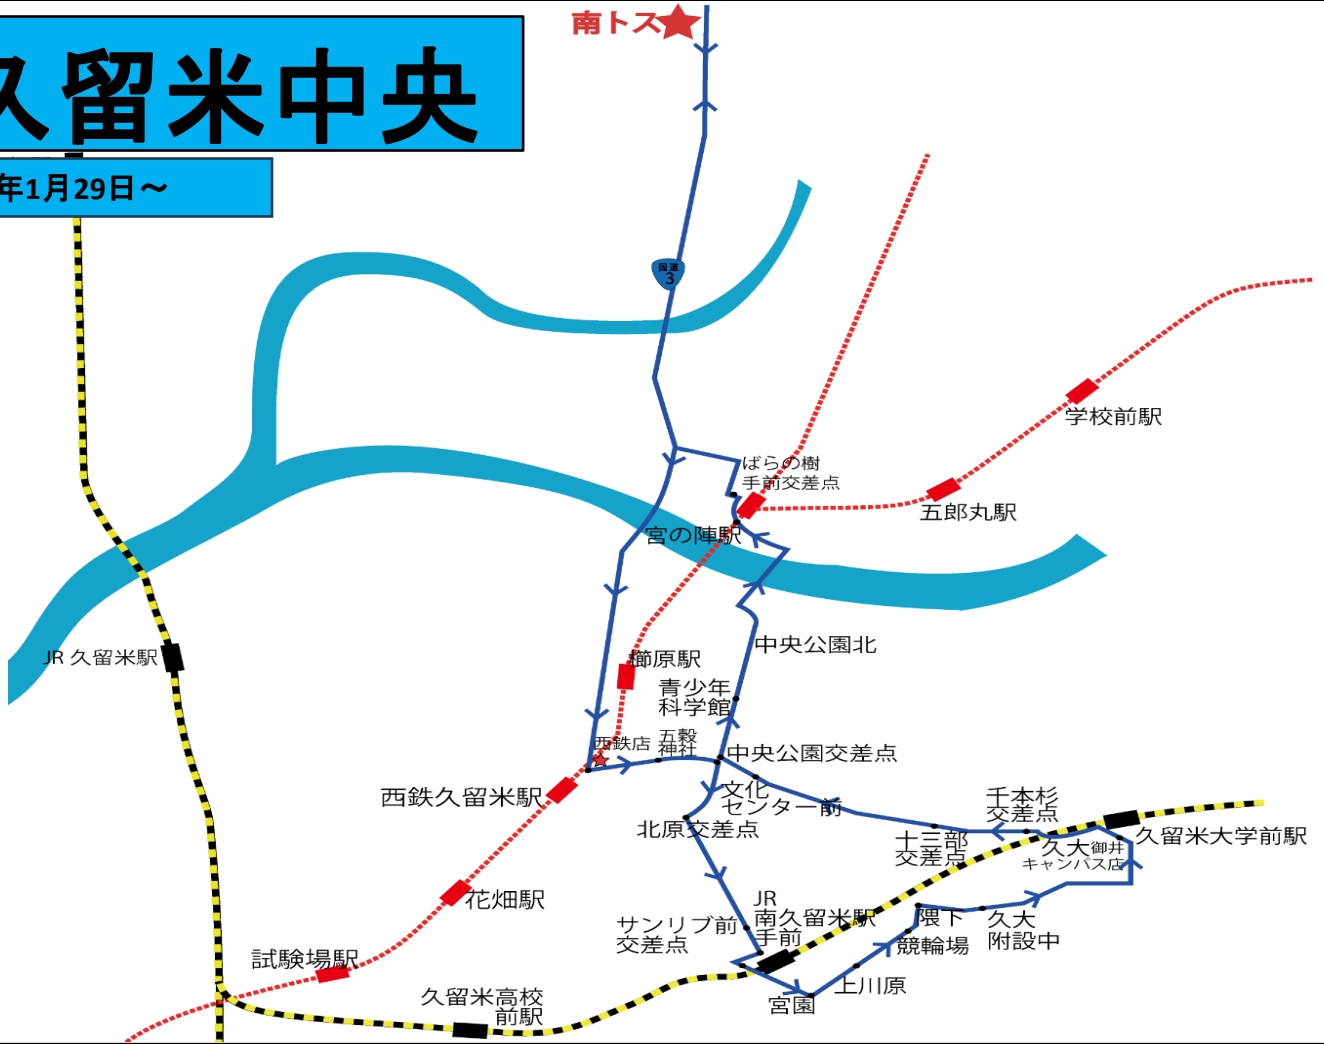 南トス
久留米中央
年1月29日～
国道
3
学校前駅
ばらの樹
手前交差点
五郎丸駅
宮の陣駅
JR 久留米駅
櫛原駅
中央公園北
青少年
科学館
西鉄店
五穀
神社
中央公園交差点
西鉄久留米駅
文化
センター前
北原交差点
千本杉
交差点
十三部
交差点
久留米大学前駅
久大御井
キャンパス店
花畑駅
JR
南久留米駅
手前
サンリブ前
交差点
隈下
久大
附設中
競輪場
試験場駅
上川原
久留米高校
前駅
宮園